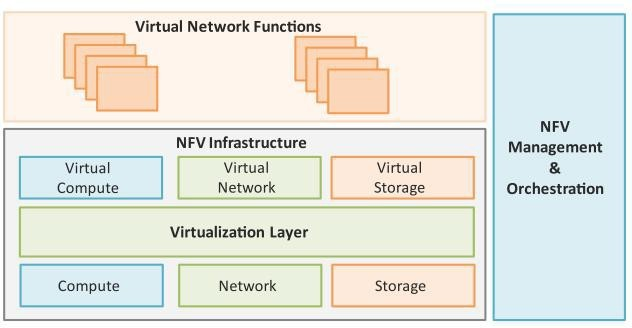 Virtual Network Functions
NFV Infrastructure
Virtual
Compute
Virtual
Network
Virtual
Storage
Virtualization Layer
Compute
Network
Storage
NFV
Management
&
Orchestration